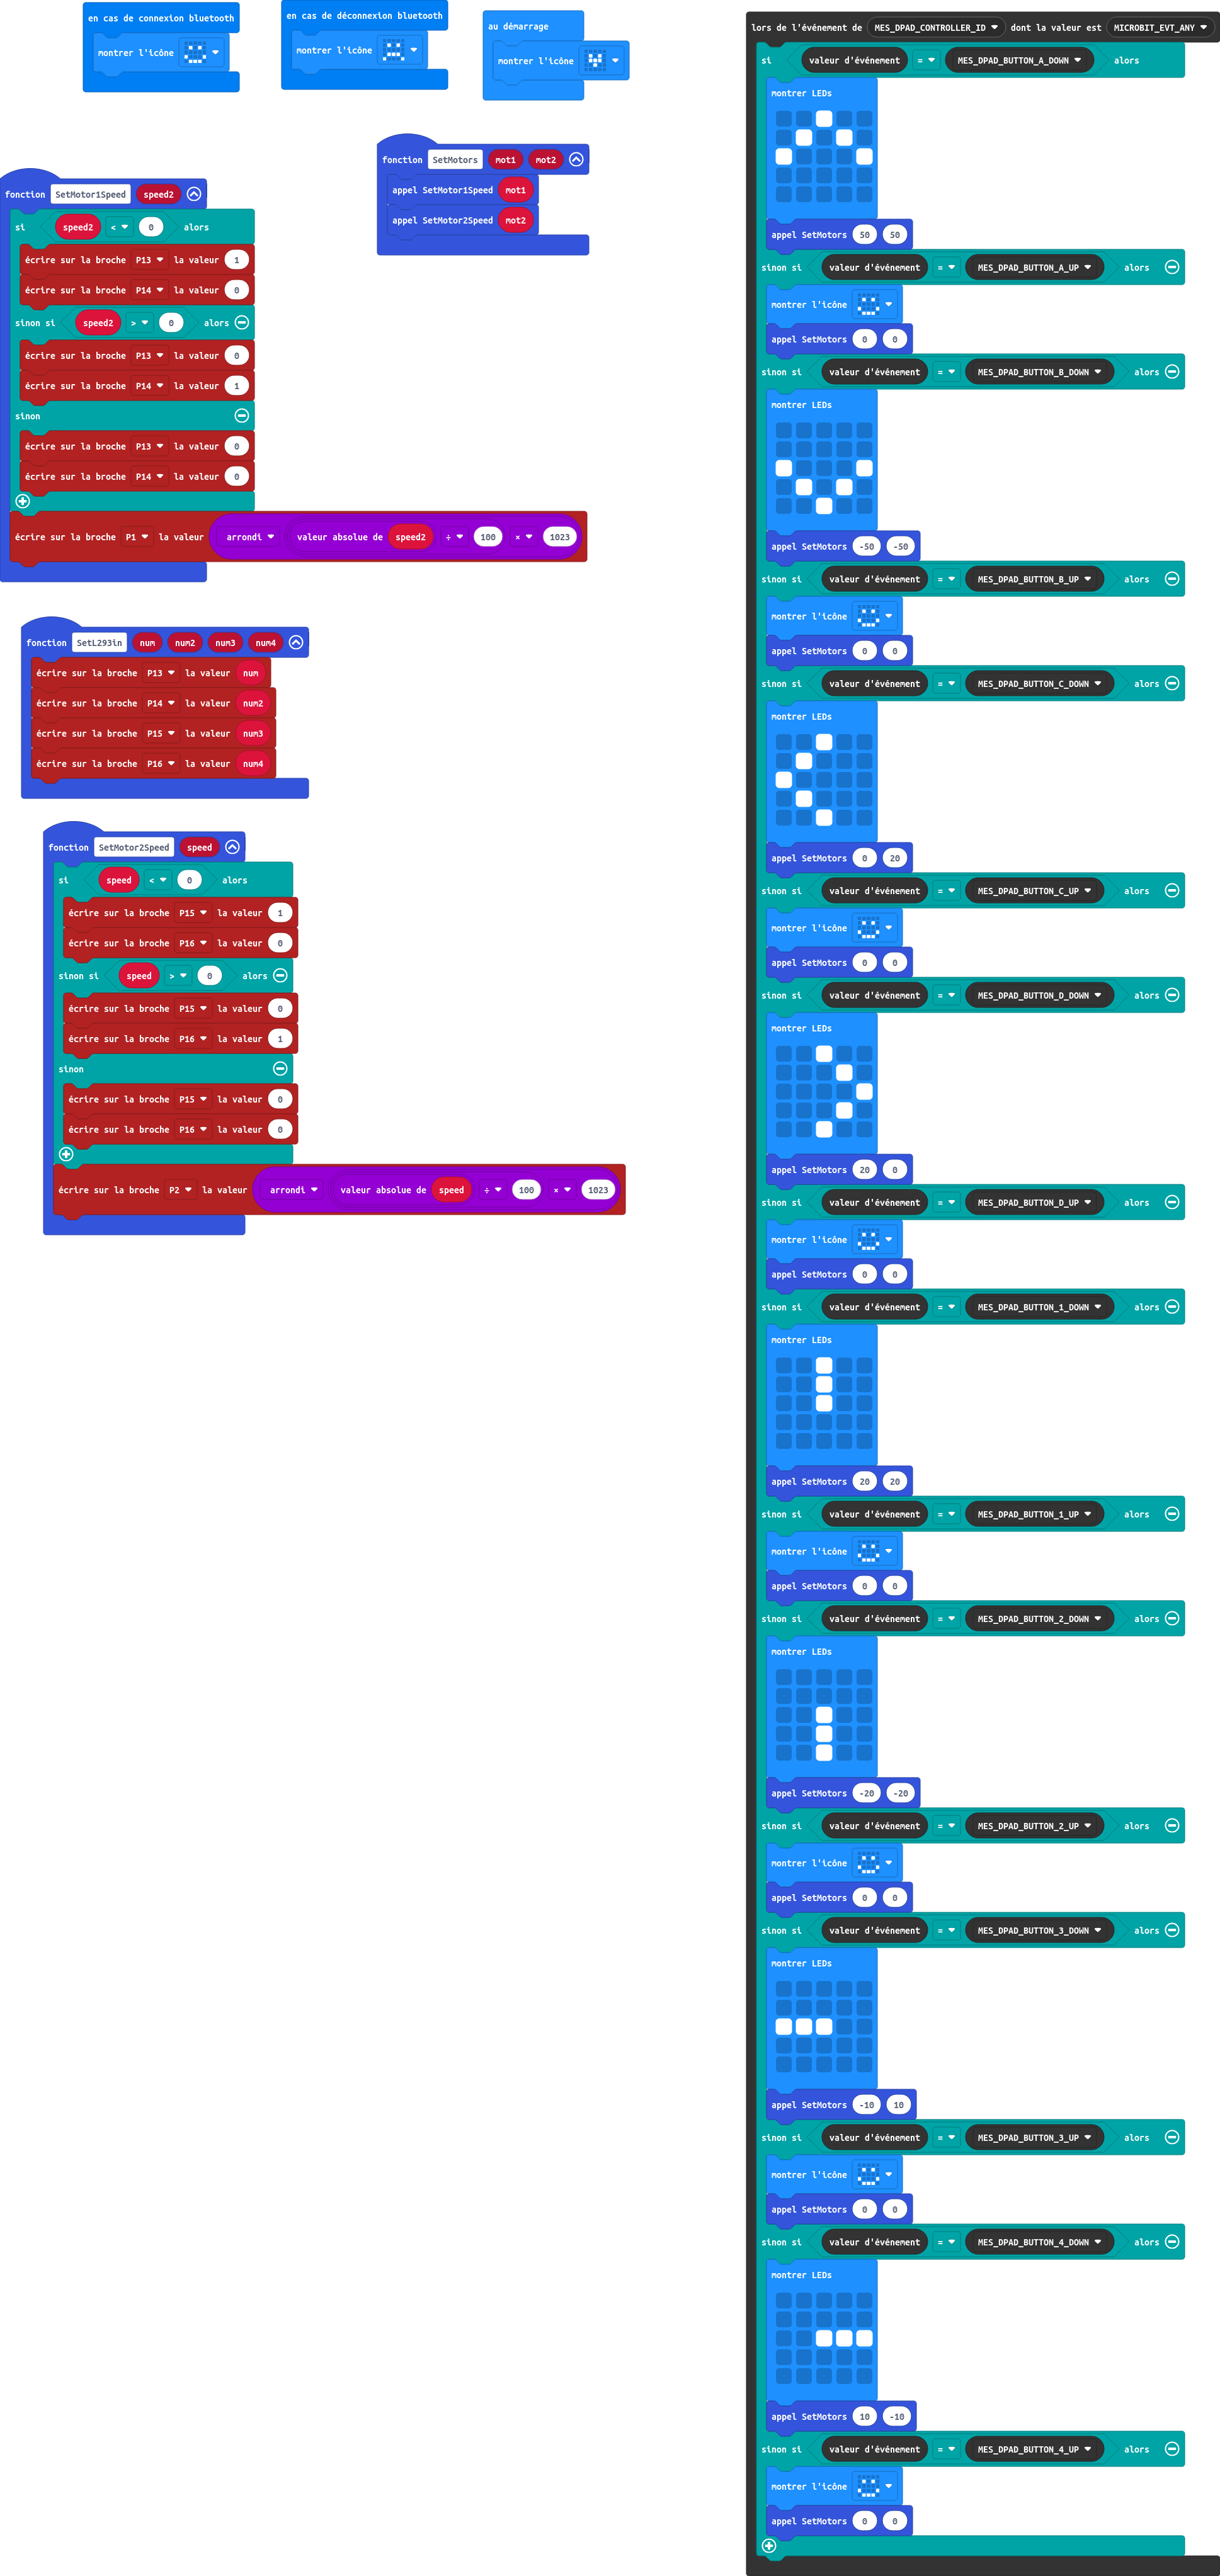 en cas de connexion bluetooth
montrer l'icône
en cas de déconnexion bluetooth
montrer l'icône
au démarrage
montrer l'icône
fonction SetMotors mot1 mot2
appel SetMotor1Speed mot1
appel SetMotor2Speed mot2
fonction SetMotor1Speed speed2
si speed2 < 0 alors
écrire sur la broche P13 la valeur 1
écrire sur la broche P14 la valeur 0
sinon si speed2 > 0 alors
écrire sur la broche P13 la valeur 0
écrire sur la broche P14 la valeur 1
sinon
écrire sur la broche P13 la valeur 0
écrire sur la broche P14 la valeur 0
écrire sur la broche P1 la valeur arrondi valeur absolue de speed2 ÷ 100 × 1023
fonction SetL293in num num2 num3 num4
écrire sur la broche P13 la valeur num
écrire sur la broche P14 la valeur num2
écrire sur la broche P15 la valeur num3
écrire sur la broche P16 la valeur num4
fonction SetMotor2Speed speed
si speed < 0 alors
écrire sur la broche P15 la valeur 1
écrire sur la broche P16 la valeur 0
sinon si speed > 0 alors
écrire sur la broche P15 la valeur 0
écrire sur la broche P16 la valeur 1
sinon
écrire sur la broche P15 la valeur 0
écrire sur la broche P16 la valeur 0
écrire sur la broche P2 la valeur arrondi valeur absolue de speed ÷ 100 × 1023
lors de l'événement de MES_DPAD_CONTROLLER_ID dont la valeur est MICROBIT_EVT_ANY
si valeur d'événement = MES_DPAD_BUTTON_A_DOWN alors
montrer LEDs
appel SetMotors 50 50
sinon si valeur d'événement = MES_DPAD_BUTTON_A_UP alors
montrer l'icône
appel SetMotors 0 0
sinon si valeur d'événement = MES_DPAD_BUTTON_B_DOWN alors
montrer LEDs
appel SetMotors -50 -50
sinon si valeur d'événement = MES_DPAD_BUTTON_B_UP alors
montrer l'icône
appel SetMotors 0 0
sinon si valeur d'événement = MES_DPAD_BUTTON_C_DOWN alors
montrer LEDs
appel SetMotors 0 20
sinon si valeur d'événement = MES_DPAD_BUTTON_C_UP alors
montrer l'icône
appel SetMotors 0 0
sinon si valeur d'événement = MES_DPAD_BUTTON_D_DOWN alors
montrer LEDs
appel SetMotors 20 0
sinon si valeur d'événement = MES_DPAD_BUTTON_D_UP alors
montrer l'icône
appel SetMotors 0 0
sinon si valeur d'événement = MES_DPAD_BUTTON_1_DOWN alors
montrer LEDs
appel SetMotors 20 20
sinon si valeur d'événement = MES_DPAD_BUTTON_1_UP alors
montrer l'icône
appel SetMotors 0 0
sinon si valeur d'événement = MES_DPAD_BUTTON_2_DOWN alors
montrer LEDs
appel SetMotors -20 -20
sinon si valeur d'événement = MES_DPAD_BUTTON_2_UP alors
montrer l'icône
appel SetMotors 0 0
sinon si valeur d'événement = MES_DPAD_BUTTON_3_DOWN alors
montrer LEDs
appel SetMotors -10 10
sinon si valeur d'événement = MES_DPAD_BUTTON_3_UP alors
montrer l'icône
appel SetMotors 0 0
sinon si valeur d'événement = MES_DPAD_BUTTON_4_DOWN alors
montrer LEDs
appel SetMotors 10 -10
sinon si valeur d'événement = MES_DPAD_BUTTON_4_UP alors
montrer l'icône
appel SetMotors 0 0